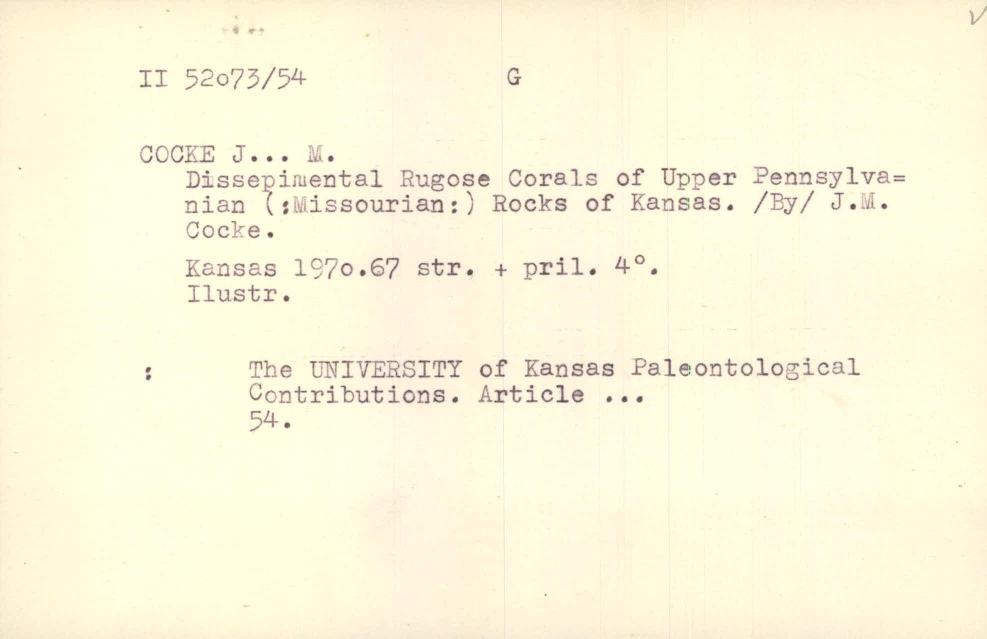 II 52o73/54 G
COCKE J... M.
Dissepimental Rugose Corals of Upper Pennsylva=
nian (:Missourian:) Rocks of Kansas. /By/ J.M.
Cocke.
Kansas 197o.67 str. + pril. 4°.
Ilustr.
: The UNIVERSITY of Kansas Paleontological
Contributions. Article ...
54.